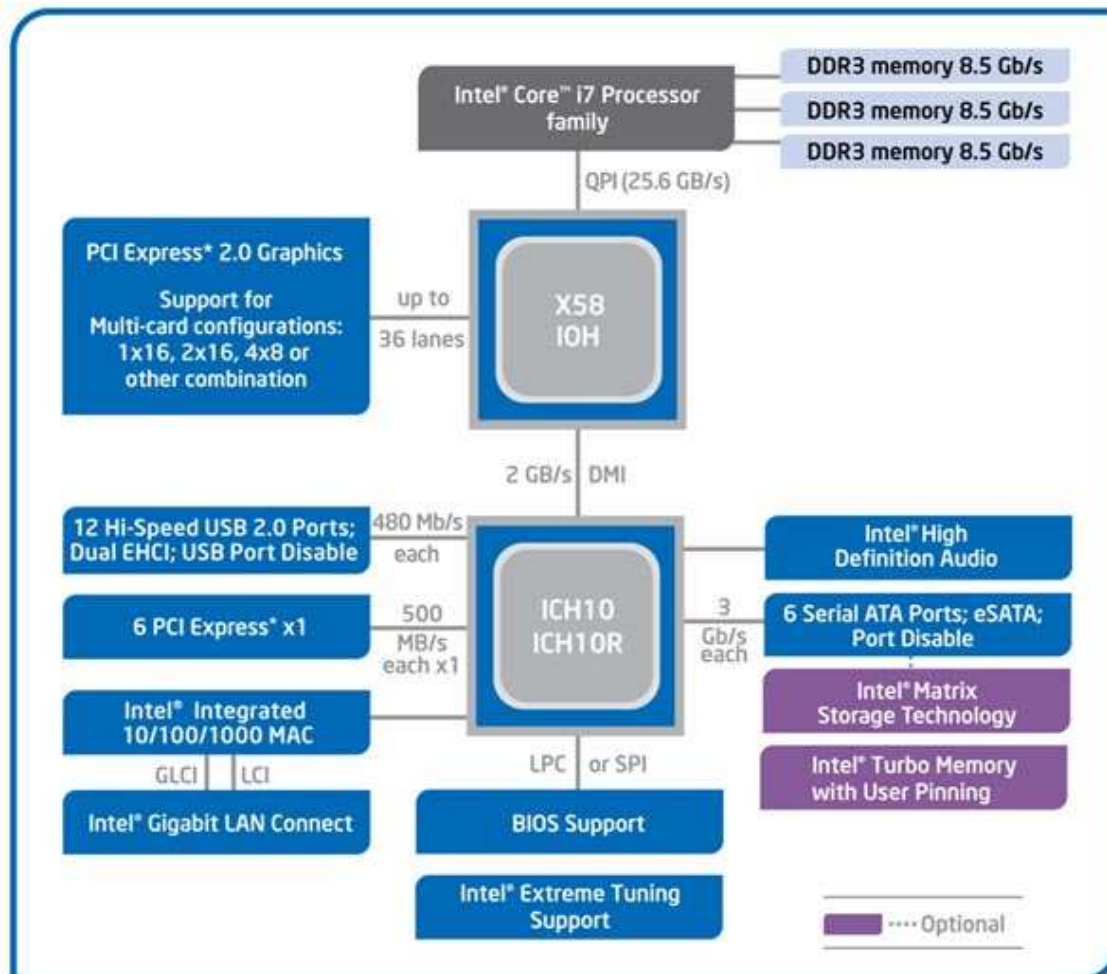 Intel® Core™ i7 Processor
family
DDR3 memory 8.5 Gb/s
DDR3 memory 8.5 Gb/s
DDR3 memory 8.5 Gb/s
QPI (25.6 GB/s)
PCI Express* 2.0 Graphics
Support for
Multi-card configurations:
1x16, 2x16, 4x8 or
other combination
up to
36 lanes
X58
IOH
2 GB/s DMI
12 Hi-Speed USB 2.0 Ports;
Dual EHCI; USB Port Disable
480 Mb/s
each
6 PCI Express* x1
500
MB/s
each x1
Intel® Integrated
10/100/1000 MAC
GLCI LCI
Intel® Gigabit LAN Connect
ICH10
ICH10R
Intel® High
Definition Audio
3
Gb/s
each
6 Serial ATA Ports; eSATA;
Port Disable
Intel® Matrix
Storage Technology
Intel® Turbo Memory
with User Pinning
LPC or SPI
BIOS Support
Intel® Extreme Tuning
Support
Optional